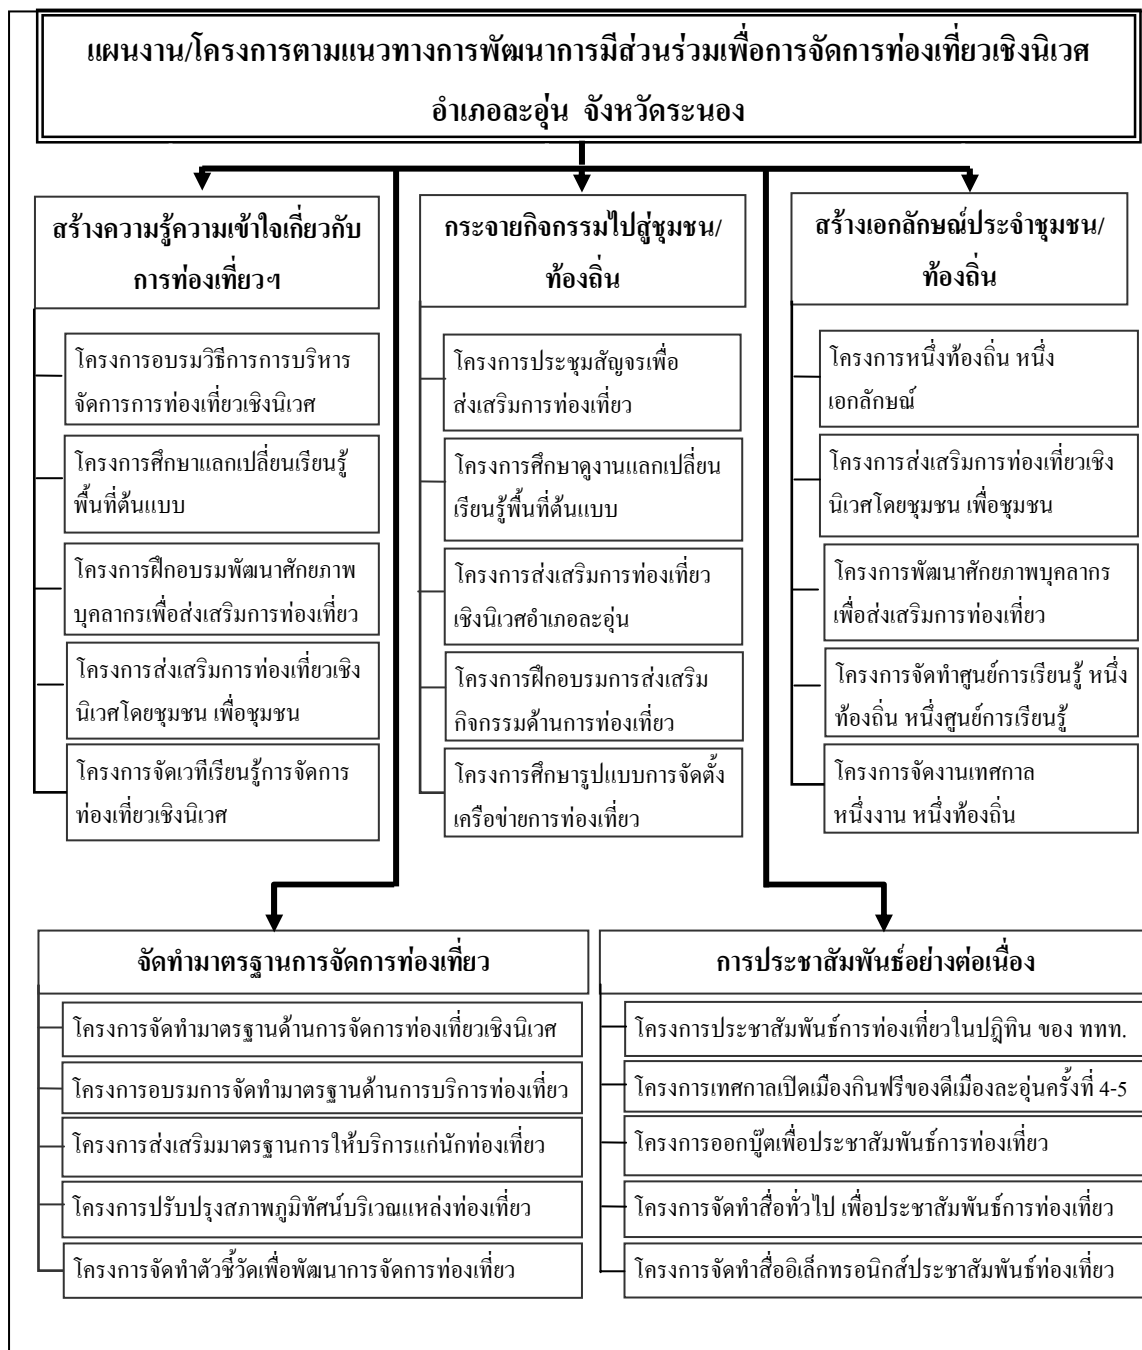 แผนงาน/โครงการตามแนวทางการพัฒนาการมีส่วนร่วมเพื่อการจัดการท่องเที่ยวเชิงนิเวศ
อำเภอละอุ่น จังหวัดระนอง
สร้างความรู้ความเข้าใจเกี่ยวกับ
การท่องเที่ยวฯ
โครงการอบรมวิธีการการบริหาร
จัดการการท่องเที่ยวเชิงนิเวศ
โครงการศึกษาแลกเปลี่ยนเรียนรู้
พื้นที่ต้นแบบ
โครงการฝึกอบรมพัฒนาศักยภาพ
บุคลากรเพื่อส่งเสริมการท่องเที่ยว
โครงการส่งเสริมการท่องเที่ยวเชิง
นิเวศโดยชุมชน เพื่อชุมชน
โครงการจัดเวทีเรียนรู้การจัดการ
ท่องเที่ยวเชิงนิเวศ
กระจายกิจกรรมไปสู่ชุมชน/
ท้องถิ่น
โครงการประชุมสัญจรเพื่อ
ส่งเสริมการท่องเที่ยว
โครงการศึกษาดูงานแลกเปลี่ยน
เรียนรู้พื้นที่ต้นแบบ
โครงการส่งเสริมการท่องเที่ยว
เชิงนิเวศอำเภอละอุ่น
โครงการฝึกอบรมการส่งเสริม
กิจกรรมด้านการท่องเที่ยว
โครงการศึกษารูปแบบการจัดตั้ง
เครือข่ายการท่องเที่ยว
สร้างเอกลักษณ์ประจำชุมชน/
ท้องถิ่น
โครงการหนึ่งท้องถิ่น หนึ่ง
เอกลักษณ์
โครงการส่งเสริมการท่องเที่ยวเชิง
นิเวศโดยชุมชน เพื่อชุมชน
โครงการพัฒนาศักยภาพบุคลากร
เพื่อส่งเสริมการท่องเที่ยว
โครงการจัดทำศูนย์การเรียนรู้ หนึ่ง
ท้องถิ่น หนึ่งศูนย์การเรียนรู้
โครงการจัดงานเทศกาล
หนึ่งงาน หนึ่งท้องถิ่น
จัดทำมาตรฐานการจัดการท่องเที่ยว
โครงการจัดทำมาตรฐานด้านการจัดการท่องเที่ยวเชิงนิเวศ
โครงการอบรมการจัดทำมาตรฐานด้านการบริการท่องเที่ยว
โครงการส่งเสริมมาตรฐานการให้บริการแก่นักท่องเที่ยว
โครงการปรับปรุงสภาพภูมิทัศน์บริเวณแหล่งท่องเที่ยว
โครงการจัดทำตัวชี้วัดเพื่อพัฒนาการจัดการท่องเที่ยว
การประชาสัมพันธ์อย่างต่อเนื่อง
โครงการประชาสัมพันธ์การท่องเที่ยวในปฎิทิน ของ ททท.
โครงการเทศกาลเปิดเมืองกินฟรีของดีเมืองละอุ่นครั้งที่ 4-5
โครงการออกบู๊ตเพื่อประชาสัมพันธ์การท่องเที่ยว
โครงการจัดทำสื่อทั่วไป เพื่อประชาสัมพันธ์การท่องเที่ยว
โครงการจัดทำสื่ออิเล็กทรอนิกส์ประชาสัมพันธ์ท่องเที่ยว